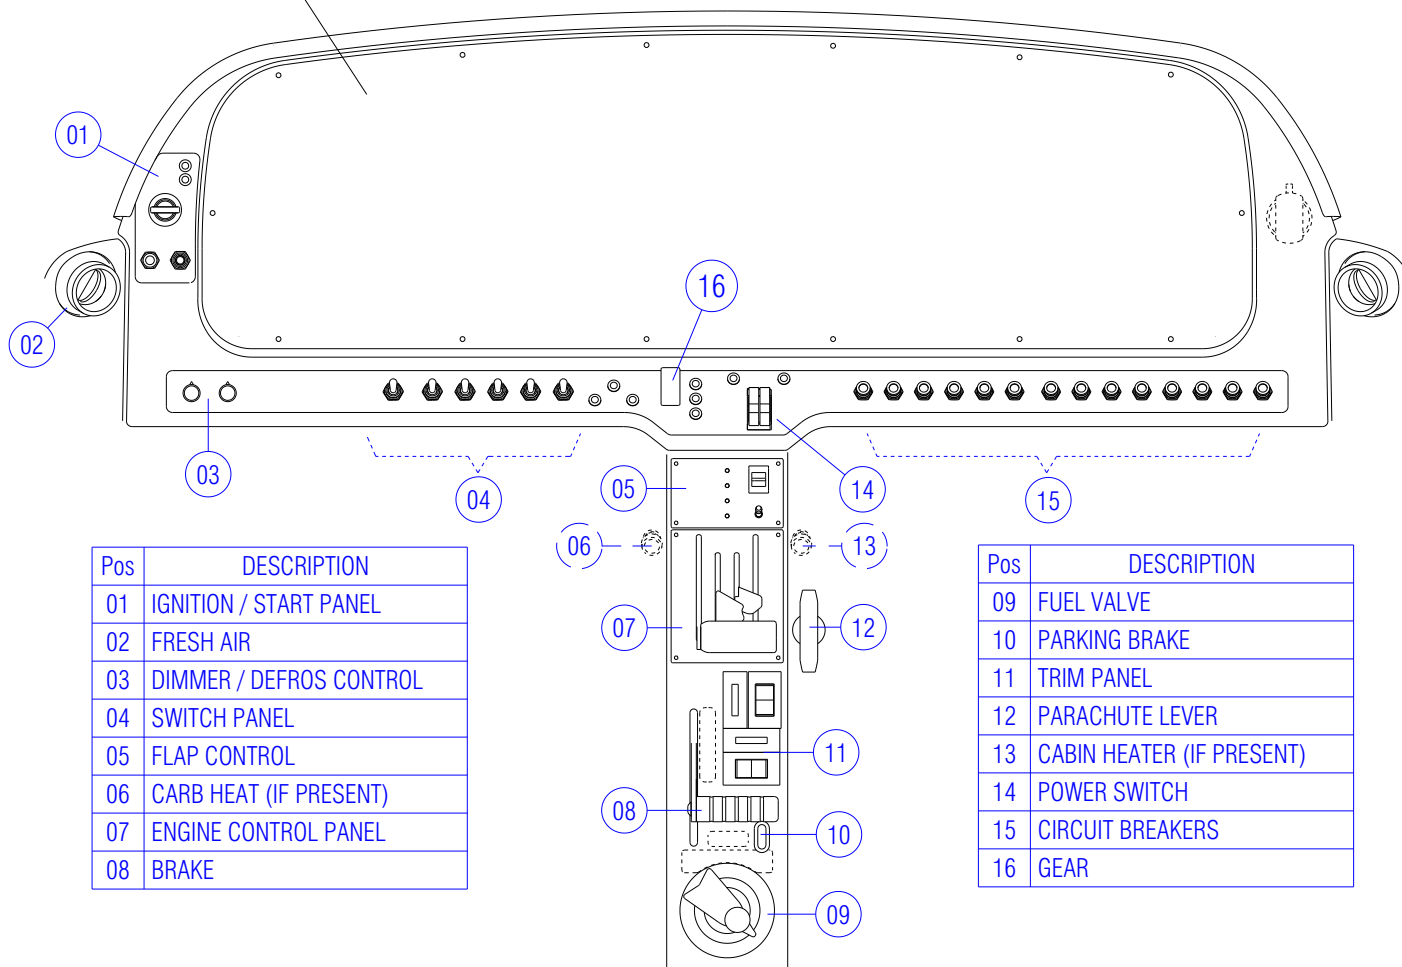 01
16
02
03
04
05
14
15
06
13
07
12
11
08
10
09
Pos DESCRIPTION
01 IGNITION / START PANEL
02 FRESH AIR
03 DIMMER / DEFROS CONTROL
04 SWITCH PANEL
05 FLAP CONTROL
06 CARB HEAT (IF PRESENT)
07 ENGINE CONTROL PANEL
08 BRAKE
Pos DESCRIPTION
09 FUEL VALVE
10 PARKING BRAKE
11 TRIM PANEL
12 PARACHUTE LEVER
13 CABIN HEATER (IF PRESENT)
14 POWER SWITCH
15 CIRCUIT BREAKERS
16 GEAR